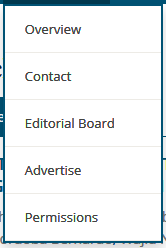 Overview
Contact
Editorial Board
Advertise
Permissions